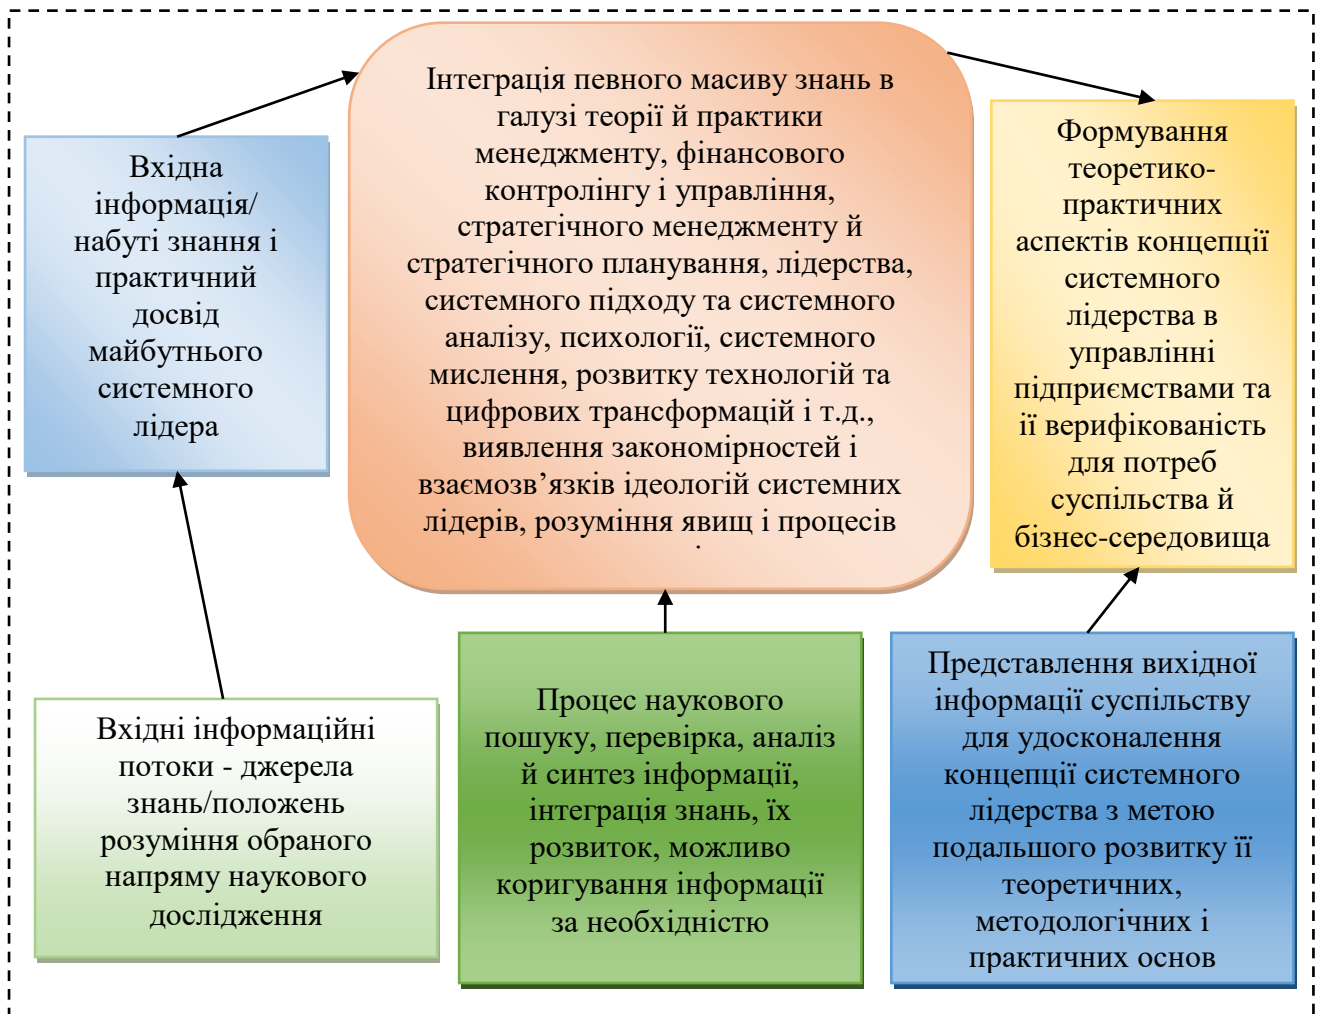 Вхідна
інформація/
набуті знання і
практичний
досвід
майбутнього
системного
лідера
Інтеграція певного масиву знань в
галузі теорії й практики
менеджменту, фінансового
контролінгу і управління,
стратегічного менеджменту й
стратегічного планування, лідерства,
системного підходу та системного
аналізу, психології, системного
мислення, розвитку технологій та
цифрових трансформацій і т.д.,
виявлення закономірностей і
взаємозв’язків ідеологій системних
лідерів, розуміння явищ і процесів
Формування
теоретико-
практичних
аспектів концепції
системного
лідерства в
управлінні
підприємствами та
ії верифікованість
для потреб
суспільства й
бізнес-середовища
Вхідні інформаційні
потоки - джерела
знань/положень
розуміння обраного
напряму наукового
дослідження
Процес наукового
пошуку, перевірка, аналіз
й синтез інформації,
інтеграція знань, їх
розвиток, можливо
коригування інформації
за необхідністю
Представлення вихідної
інформації суспільству
для удосконалення
концепції системного
лідерства з метою
подальшого розвитку її
теоретичних,
методологічних і
практичних основ